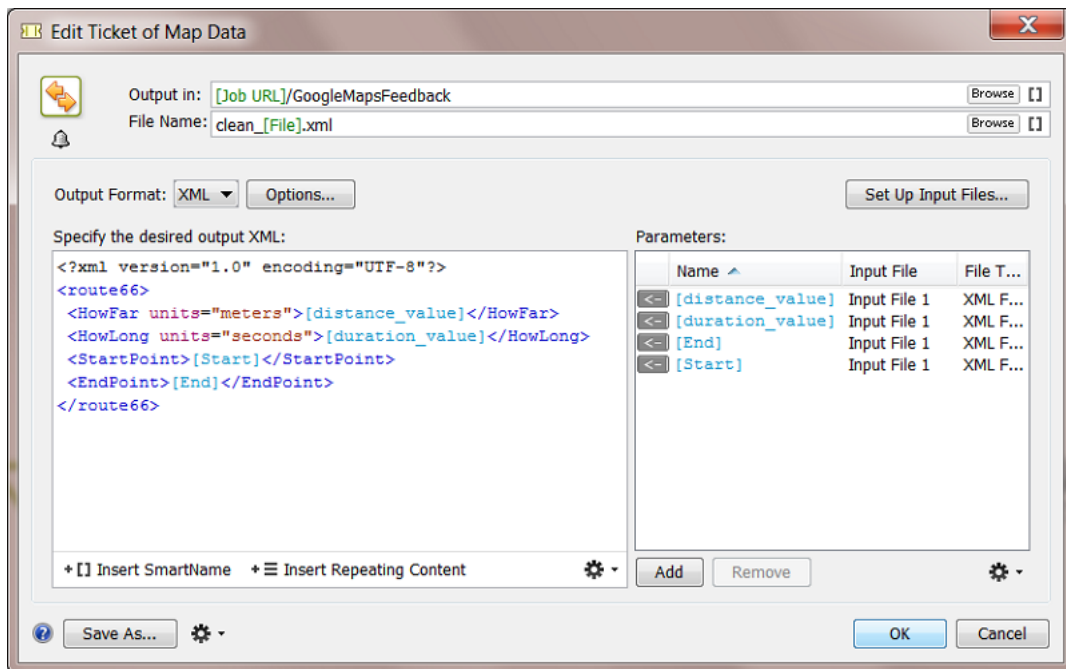 Edit Ticket of Map Data
X
Output in: [Job URL]/GoogleMapsFeedback Browse []
File Name: clean_[File].xml Browse []
Output Format: XML Options... Set Up Input Files...
Specify the desired output XML:
<?xml version="1.0" encoding="UTF-8"?>
<route66>
<HowFar units="meters">[distance_value]</HowFar>
<HowLong units="seconds">[duration_value]</HowLong>
<StartPoint>[Start]</StartPoint>
<EndPoint>[End]</EndPoint>
</route66>
+[] Insert SmartName + Insert Repeating Content
Parameters:
Name Input File File T...
<- [distance_value] Input File 1 XML F...
<- [duration_value] Input File 1 XML F...
<- [End] Input File 1 XML F...
<- [Start] Input File 1 XML F...
Add Remove
? Save As... OK Cancel